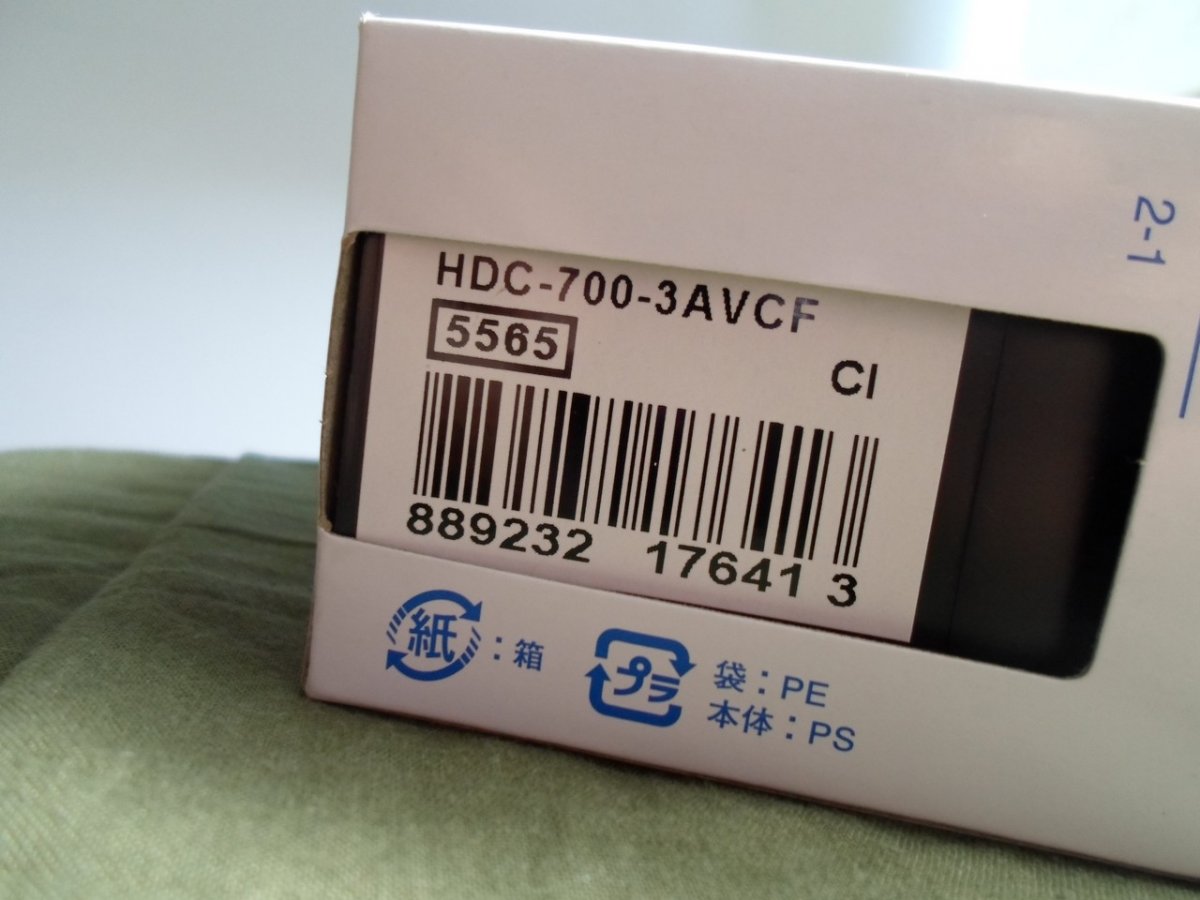 2-1
HDC-700-3AVCF
5565
CI
889232 17641 3
紙 : 箱
プラ 袋 : PE
本体 : PS